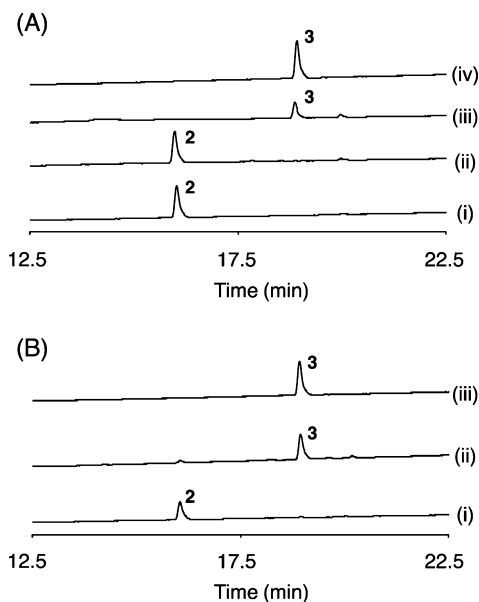 (A)
3
(iv)
3
(iii)
2
(ii)
2
(i)
12.5 17.5 22.5
Time (min)
(B)
3
(iii)
3
(ii)
2
(i)
12.5 17.5 22.5
Time (min)